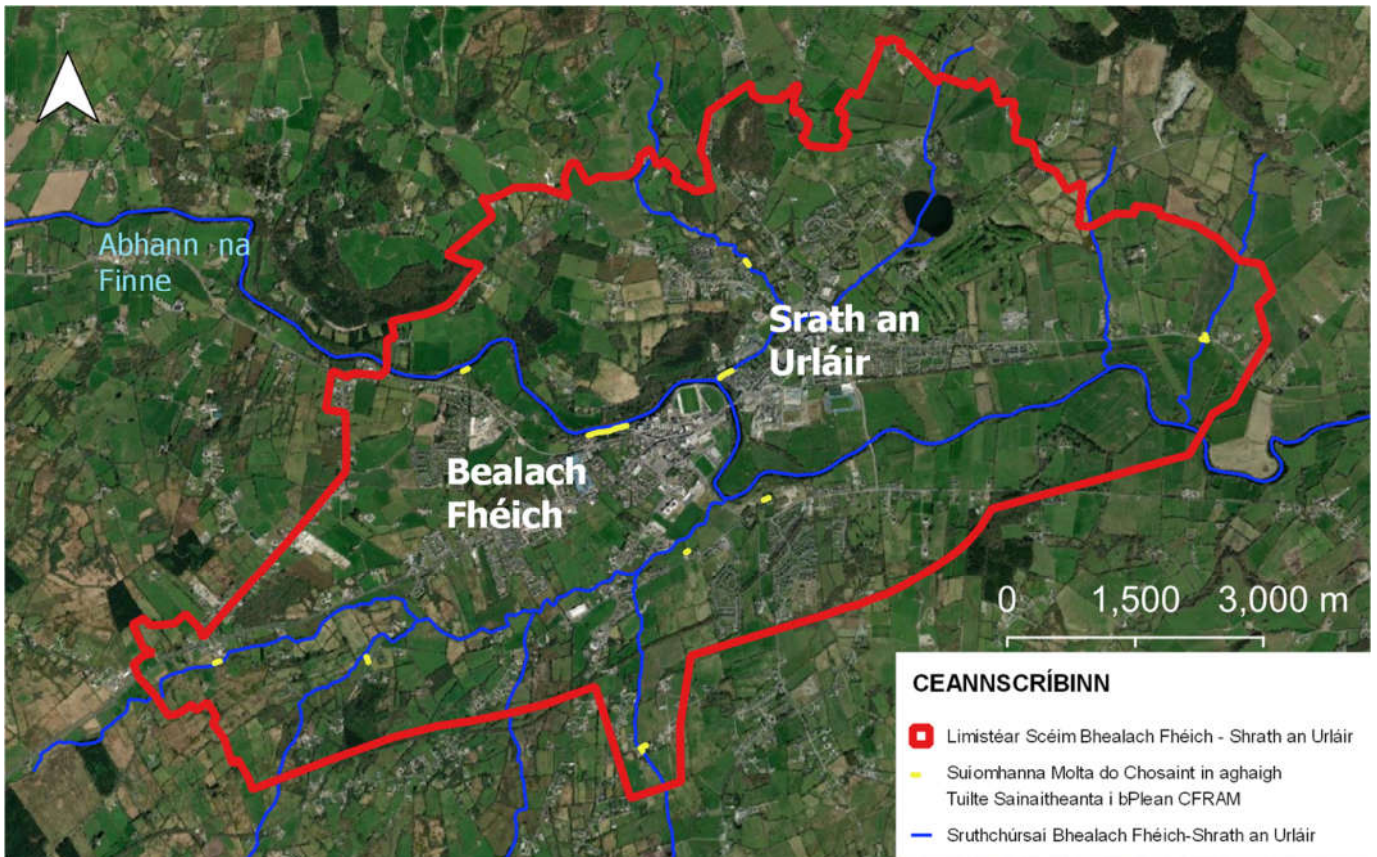 Abhann na
Finne
Srath an
Urláir
Bealach
Fhéich
0 1,500 3,000 m
CEANNSCRÍBINN
Limistéar Scéim Bhealach Fhéich - Shrath an Urláir
Suíomhanna Molta do Chosaint in aghaigh
Tuilte Sainaitheanta i bPlean CFRAM
Sruthchúrsaí Bhealach Fhéich-Shrath an Urláir